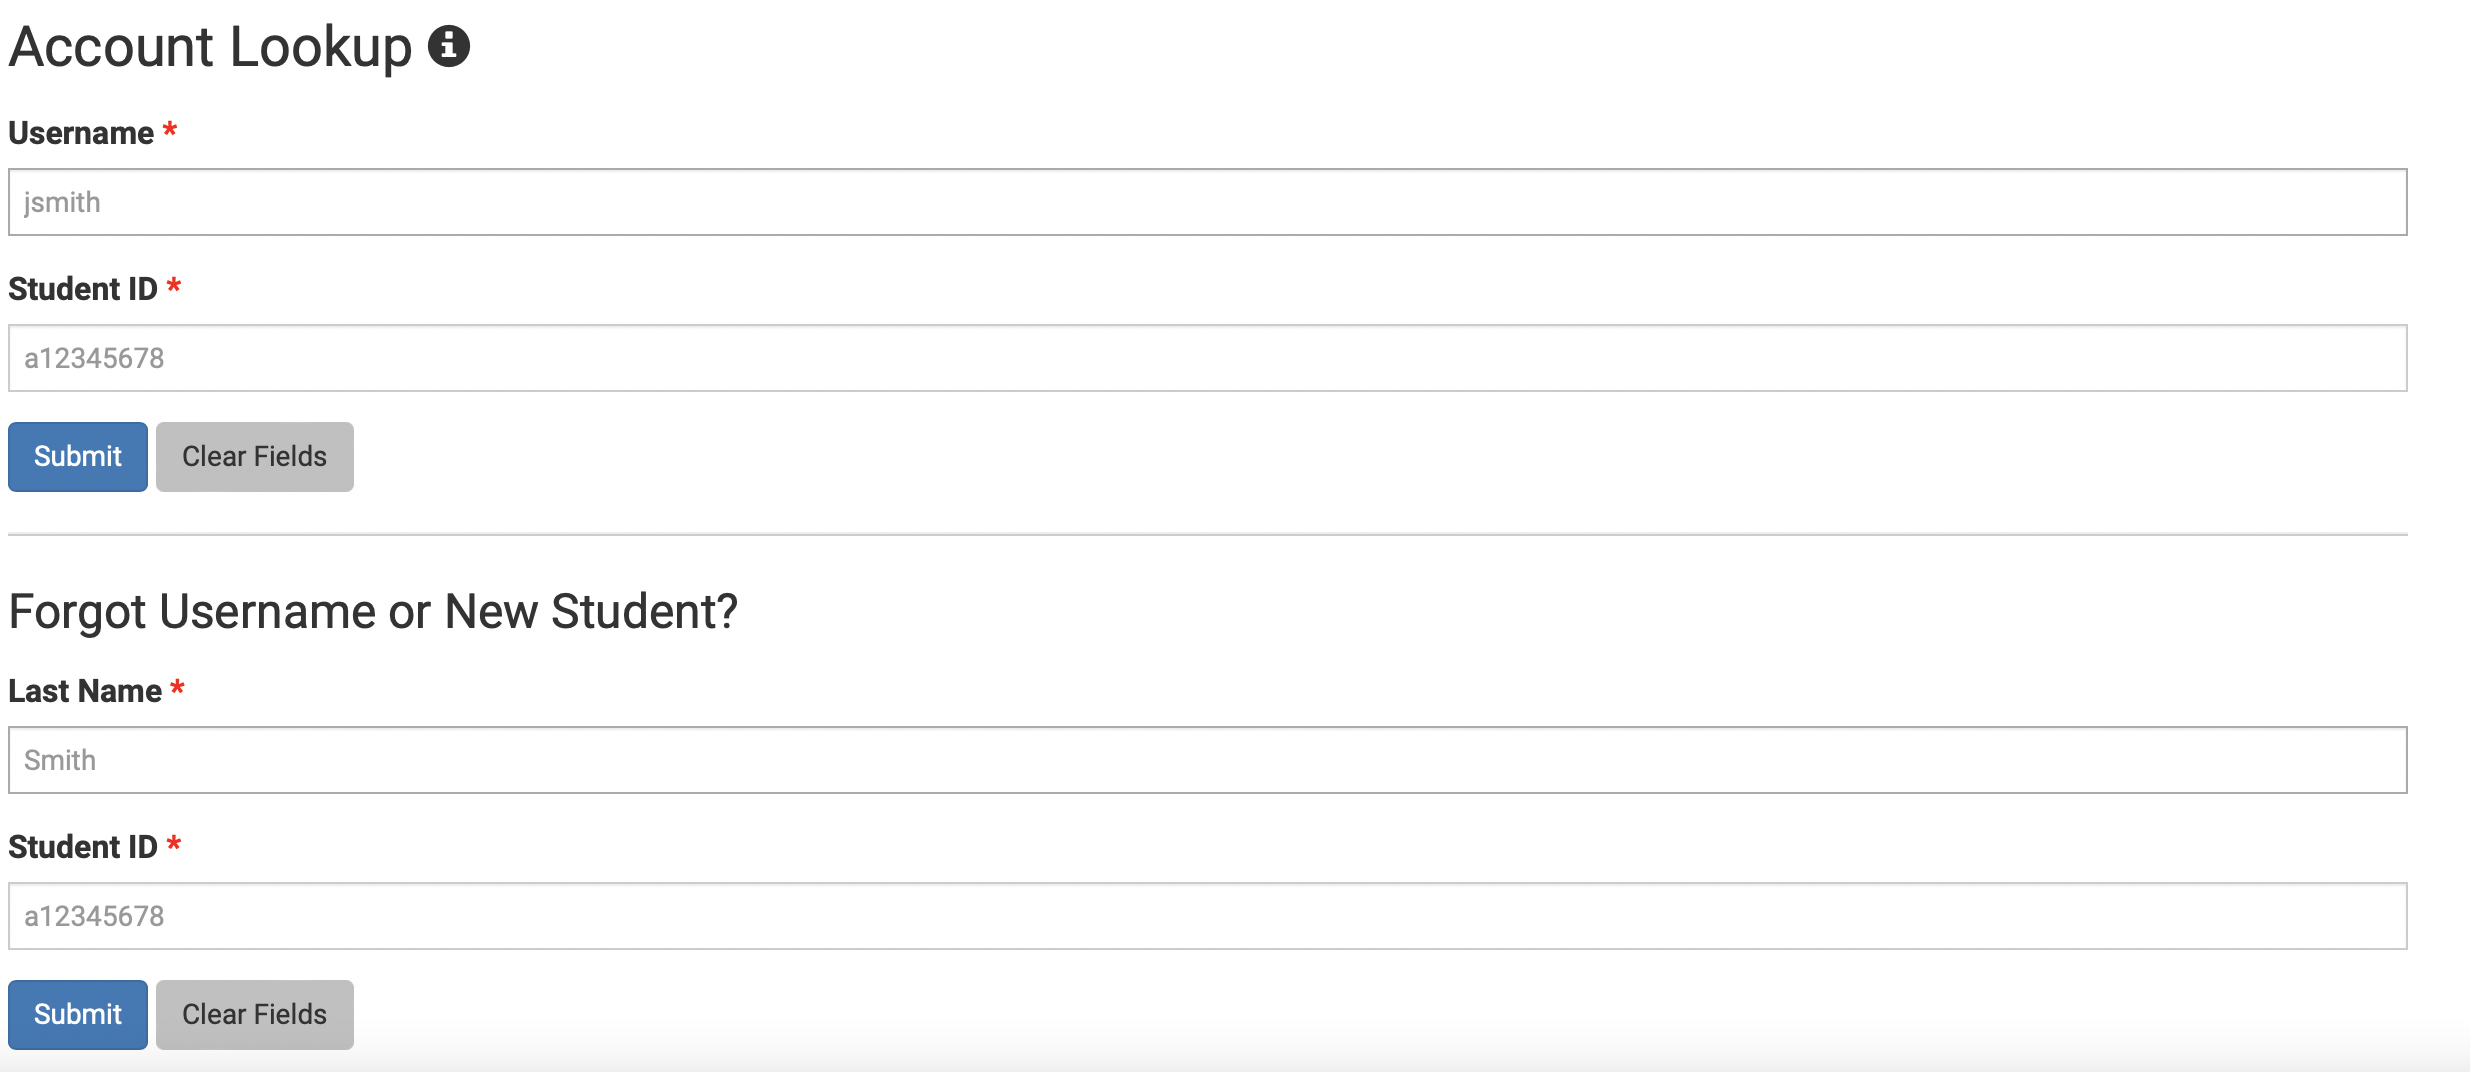 Account Lookup
Username *
jsmith
Student ID *
a12345678
Submit Clear Fields
Forgot Username or New Student?
Last Name *
Smith
Student ID *
a12345678
Submit Clear Fields